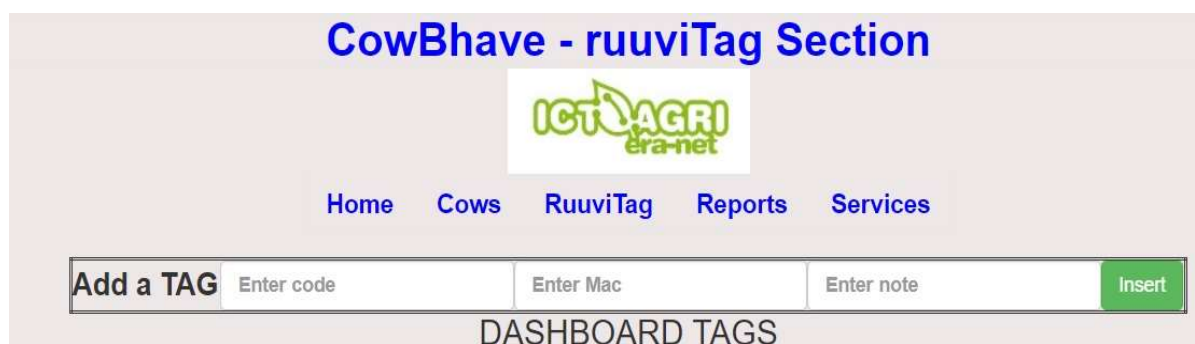 CowBhave - ruuviTag Section
ICT AGRI
era-net
Home Cows RuuviTag Reports Services
Add a TAG Enter code Enter Mac Enter note Insert
DASHBOARD TAGS